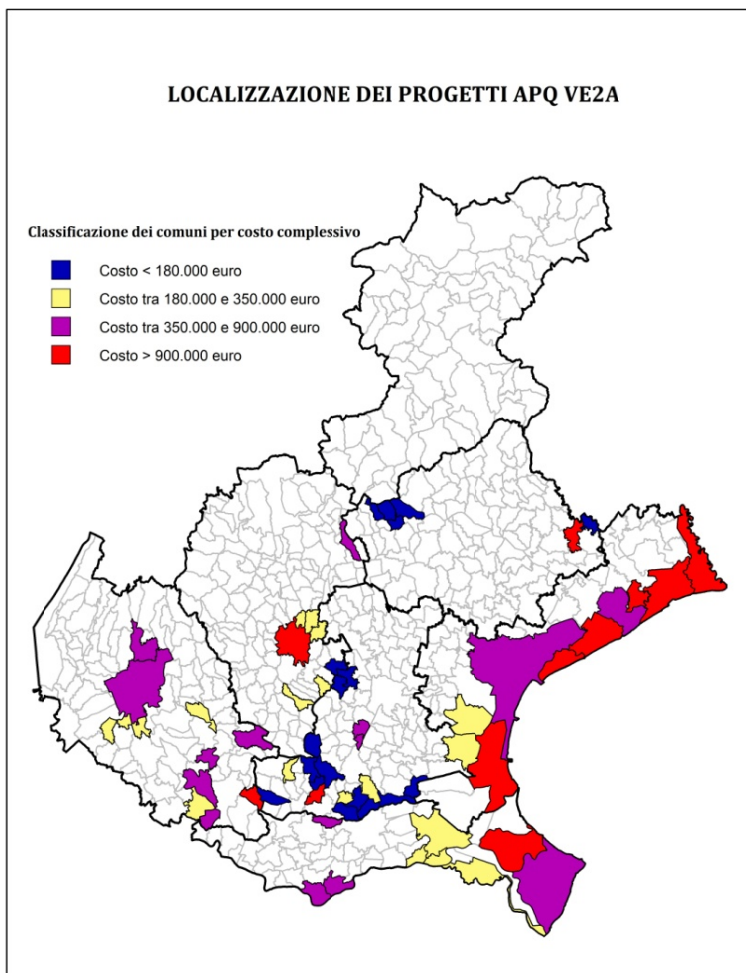 LOCALIZZAZIONE DEI PROGETTI APQ VE2A
Classificazione dei comuni per costo complessivo
Costo < 180.000 euro
Costo tra 180.000 e 350.000 euro
Costo tra 350.000 e 900.000 euro
Costo > 900.000 euro